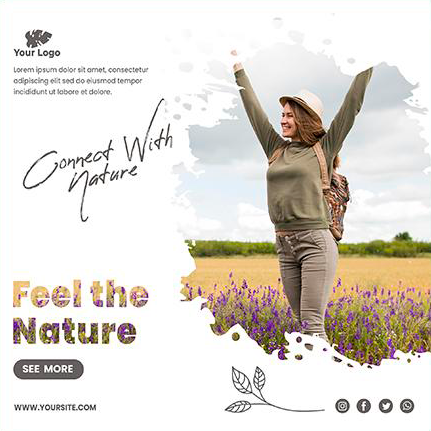 Your Logo
Lorem ipsum dolor sit amet, consectetur
adipiscing elit, sed do eiusmod tempor
incididunt ut labore et dolore.
Connect With
Nature
Feel the
Nature
SEE MORE
WWW.YOURSITE.COM